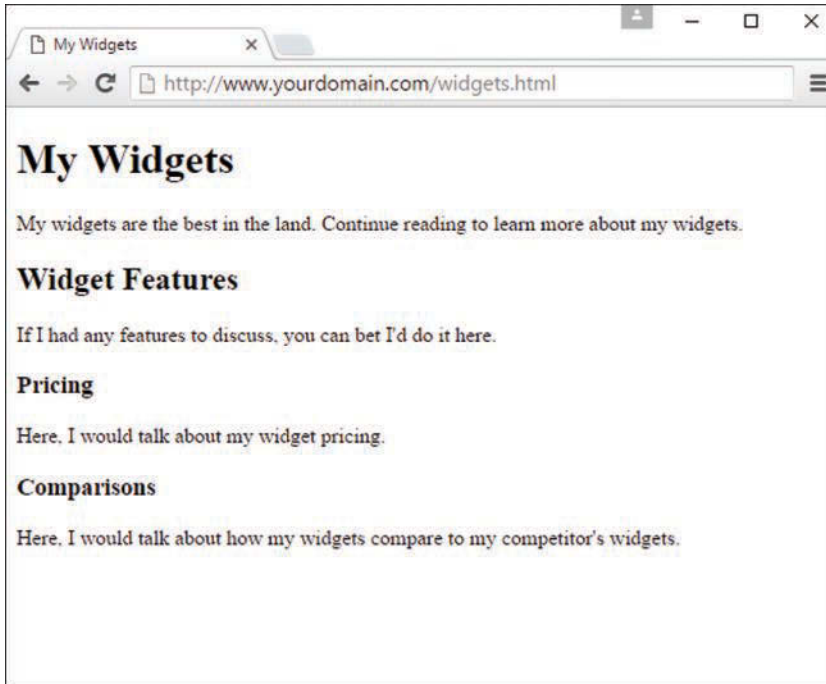 My Widgets
http://www.yourdomain.com/widgets.html
My Widgets
My widgets are the best in the land. Continue reading to learn more about my widgets.
Widget Features
If I had any features to discuss, you can bet I'd do it here.
Pricing
Here, I would talk about my widget pricing.
Comparisons
Here, I would talk about how my widgets compare to my competitor's widgets.